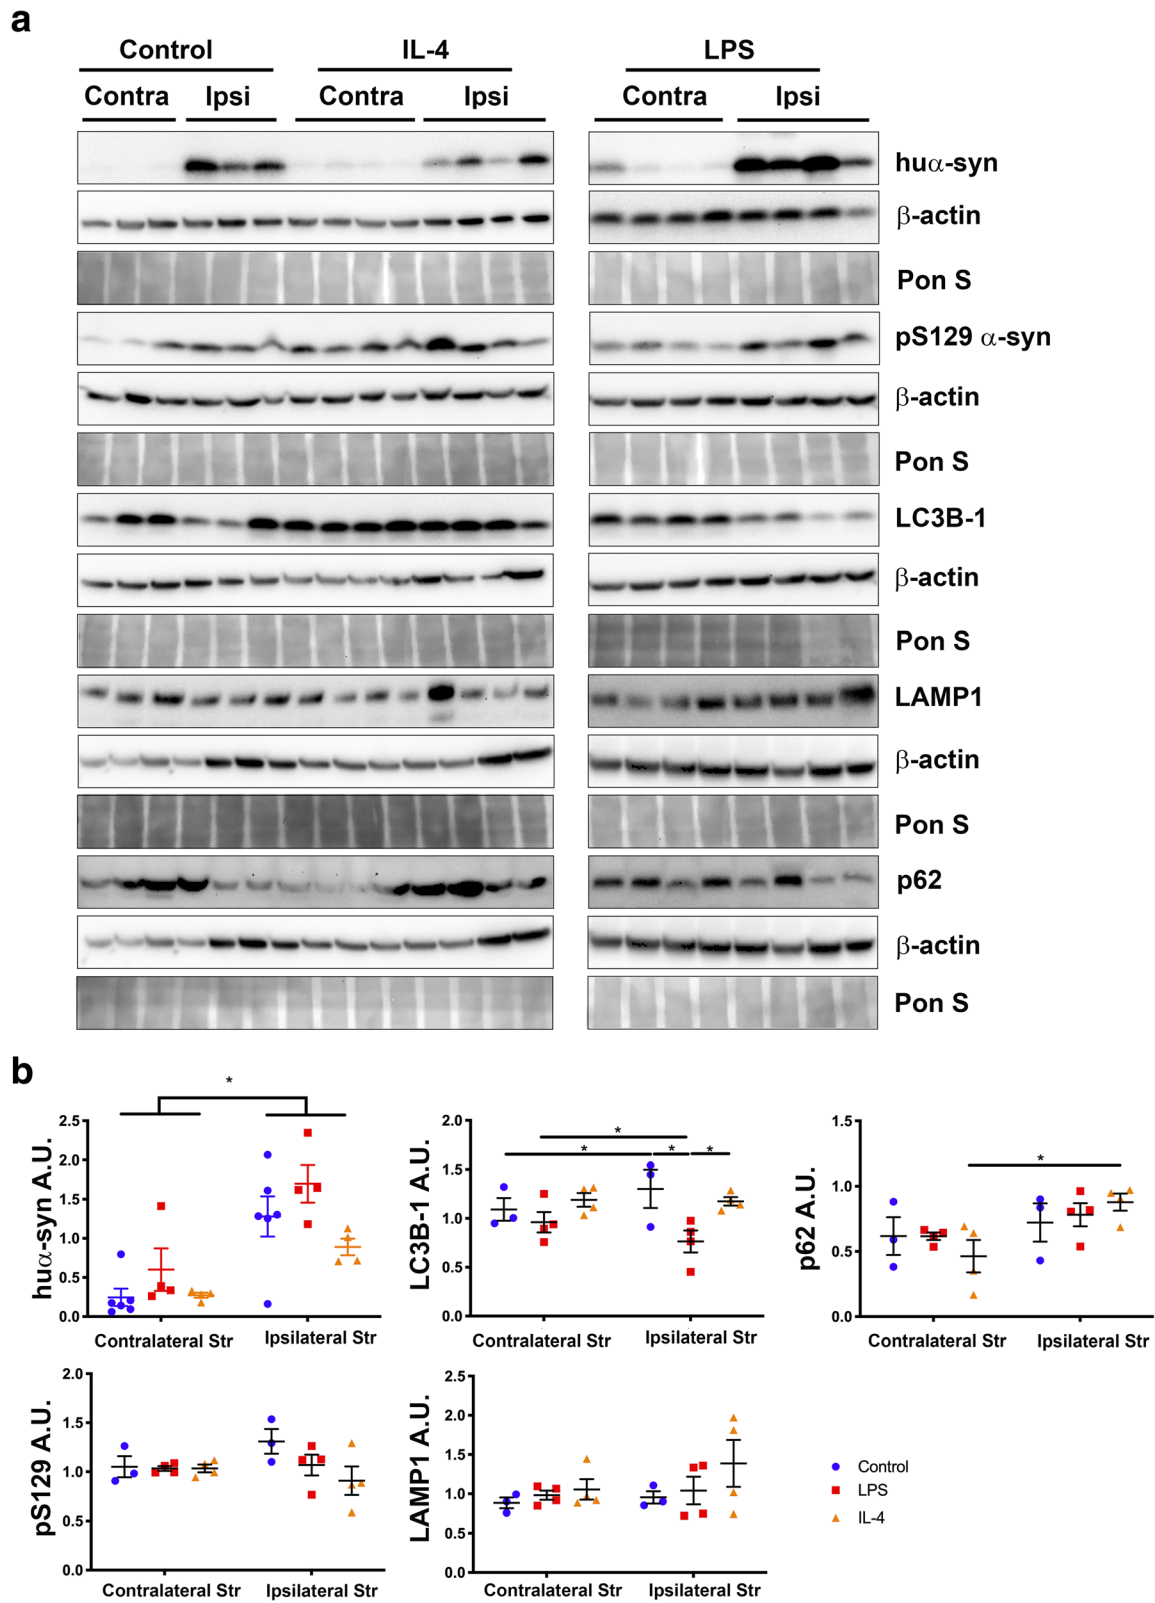 a
Control IL-4 LPS
Contra Ipsi Contra Ipsi Contra Ipsi
huα-syn
β-actin
Pon S
pS129 α-syn
β-actin
Pon S
LC3B-1
β-actin
Pon S
LAMP1
β-actin
Pon S
p62
β-actin
Pon S
b
*
huα-syn A.U.
2.5
2.0
1.5
1.0
0.5
0.0
Contralateral Str Ipsilateral Str
LC3B-1 A.U.
2.0
1.5
1.0
0.5
0.0
*
* * *
Contralateral Str Ipsilateral Str
p62 A.U.
1.5
1.0
0.5
0.0
*
Contralateral Str Ipsilateral Str
pS129 A.U.
2.0
1.5
1.0
0.5
0.0
Contralateral Str Ipsilateral Str
LAMP1 A.U.
2.5
2.0
1.5
1.0
0.5
0.0
Contralateral Str Ipsilateral Str
Control
LPS
IL-4